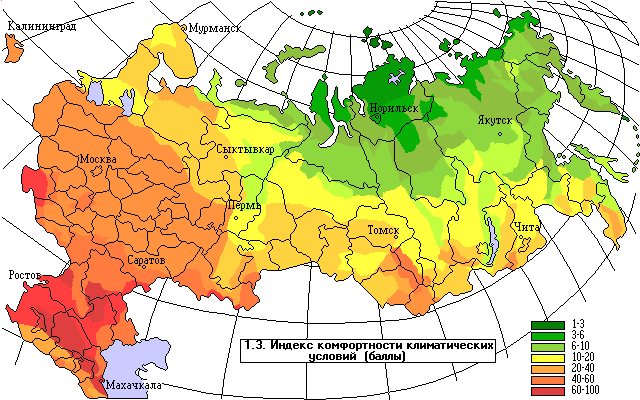 Калининград
Мурманск
Норильск
Якутск
Сыктывкар
Москва
Пермь
Томск
Чита
Саратов
Ростов
Махачкала
1.3. Индекс комфортности климатических
условий (баллы)
1-3
3-6
6-10
10-20
20-40
40-60
60-100